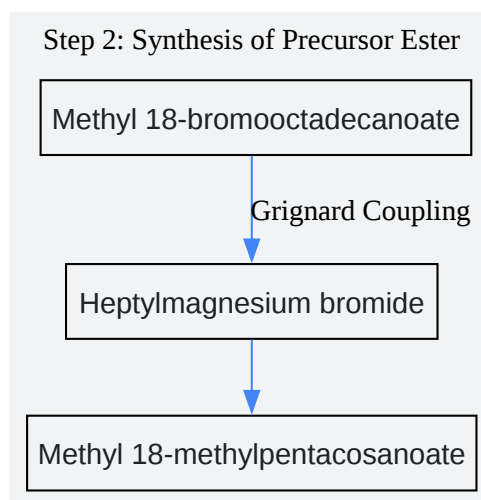 Step 2: Synthesis of Precursor Ester
Methyl 18-bromooctadecanoate
Grignard Coupling
Heptylmagnesium bromide
Methyl 18-methylpentacosanoate